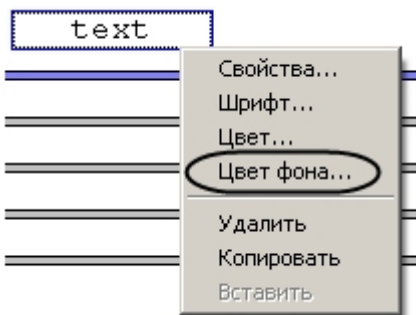 text
Свойства...
Шрифт...
Цвет...
Цвет фона...
Удалить
Копировать
Вставить